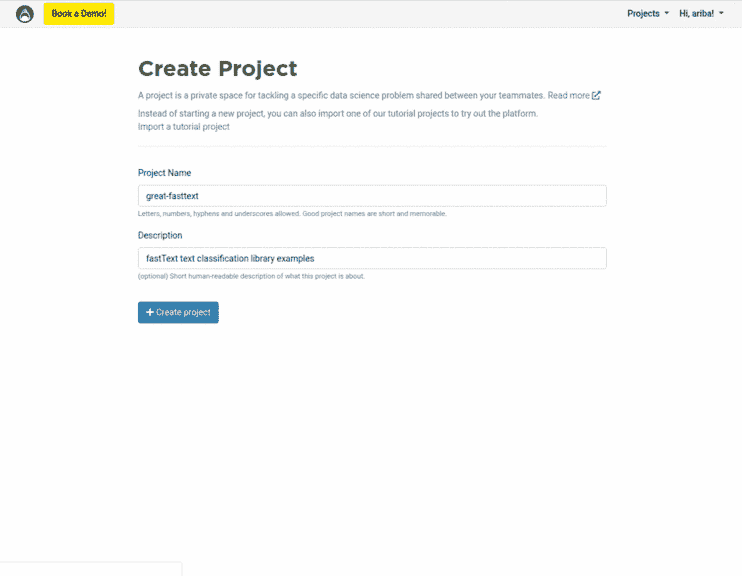 Book a Demo!
Projects
Hi, ariba!
Create Project
A project is a private space for tackling a specific data science problem shared between your teammates. Read more
Instead of starting a new project, you can also import one of our tutorial projects to try out the platform.
Import a tutorial project
Project Name
great-fasttext
Letters, numbers, hyphens and underscores allowed. Good project names are short and memorable.
Description
fastText text classification library examples
(optional) Short human-readable description of what this project is about.
+ Create project